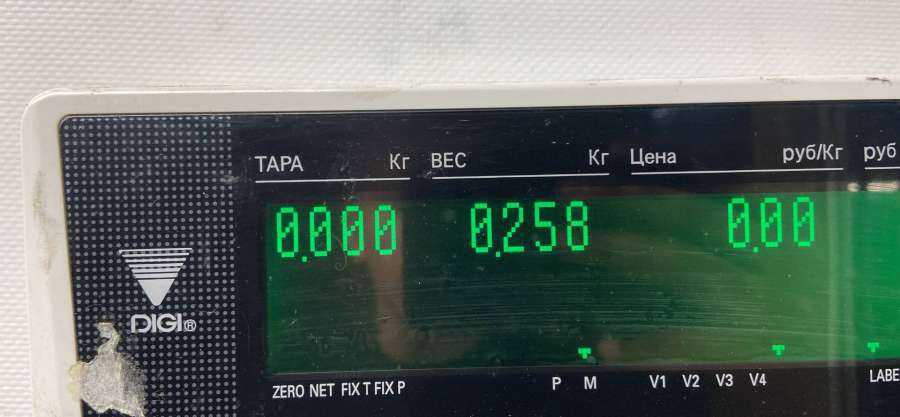 ТАРА Кг ВЕС Кг Цена руб/Кг руб
0.000 0.258 0.00
DIGI®
ZERO NET FIX T FIX P P M V1 V2 V3 V4 LABE